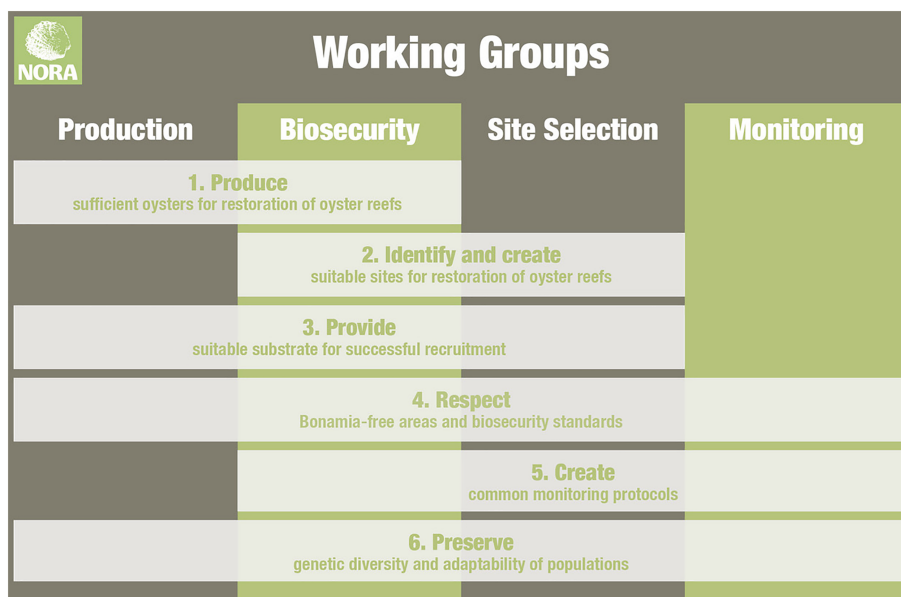 NORA
Working Groups
Production Biosecurity Site Selection Monitoring
1. Produce
sufficient oysters for restoration of oyster reefs
2. Identify and create
suitable sites for restoration of oyster reefs
3. Provide
suitable substrate for successful recruitment
4. Respect
Bonamia-free areas and biosecurity standards
5. Create
common monitoring protocols
6. Preserve
genetic diversity and adaptability of populations